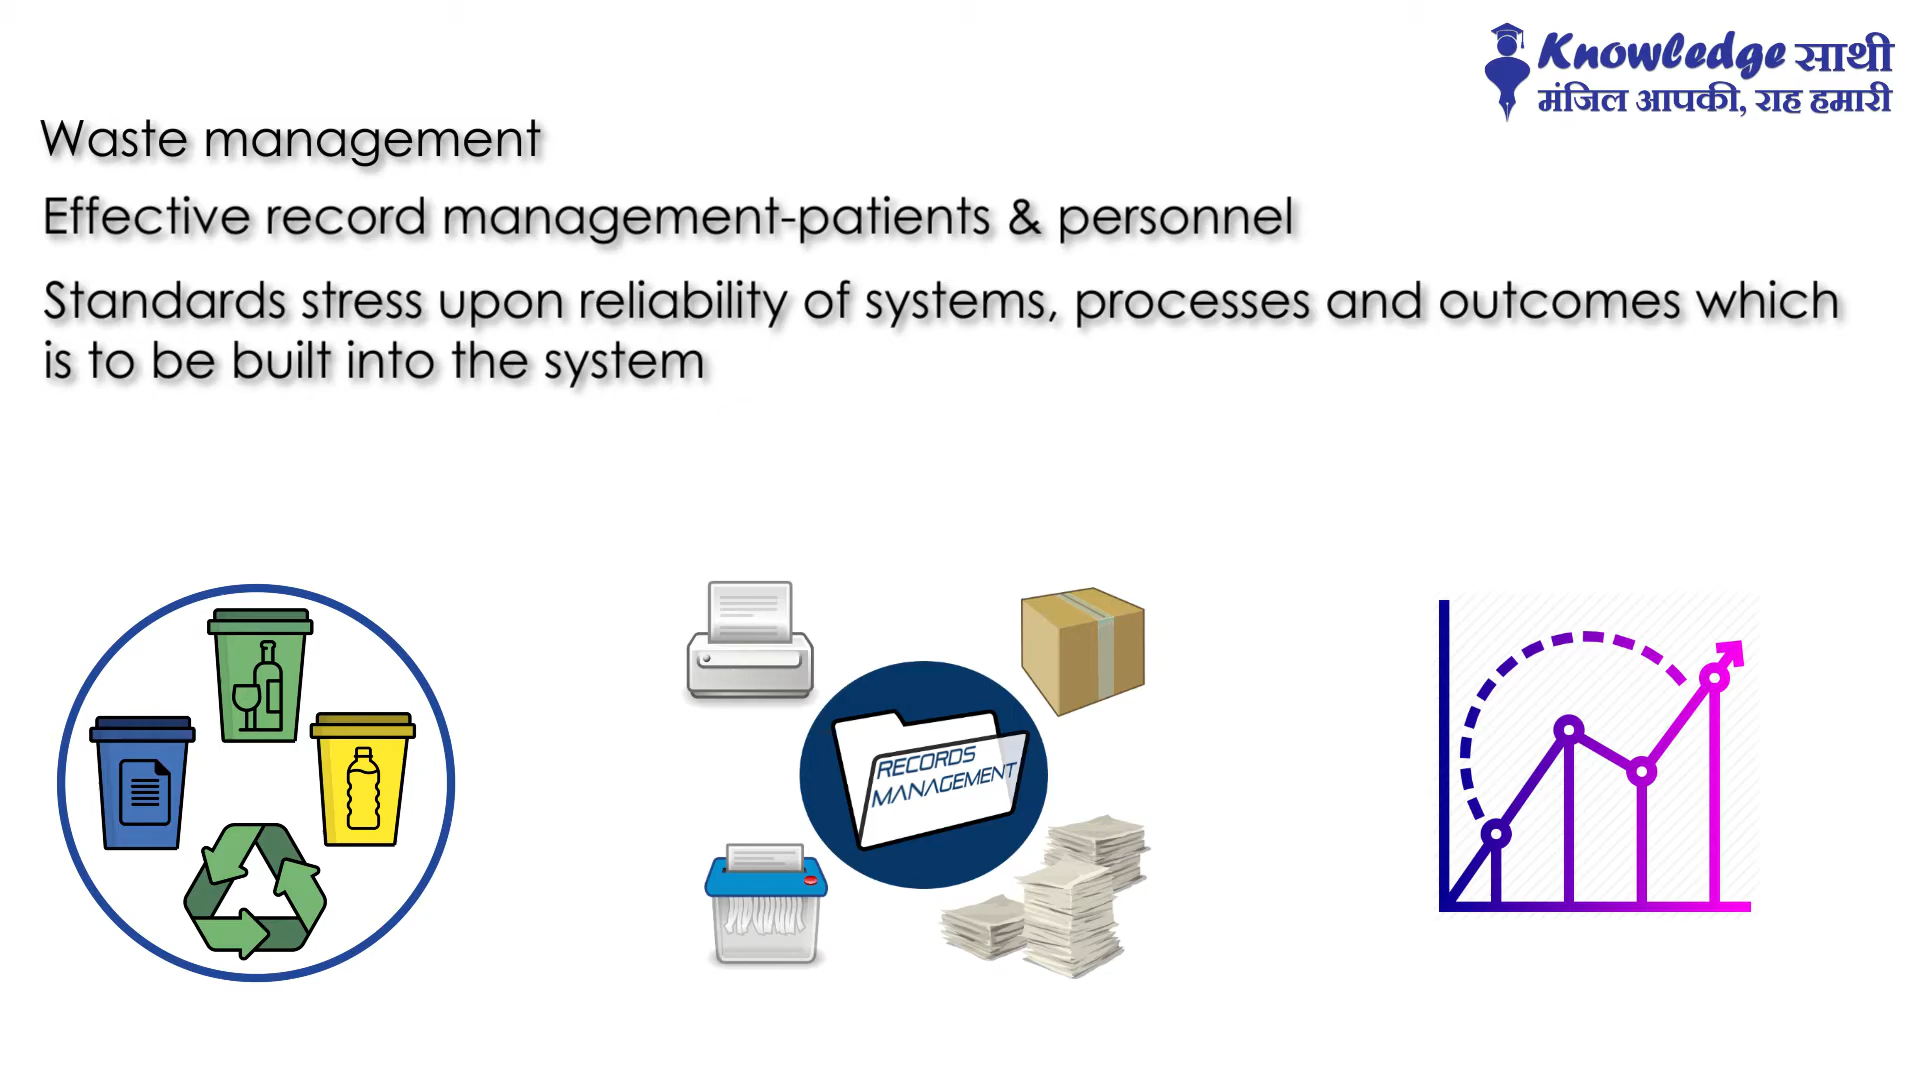 Knowledge साथी
मंजिल आपकी, राह हमारी
Waste management
Effective record management-patients & personnel
Standards stress upon reliability of systems, processes and outcomes which
is to be built into the system
RECORDS
MANAGEMENT